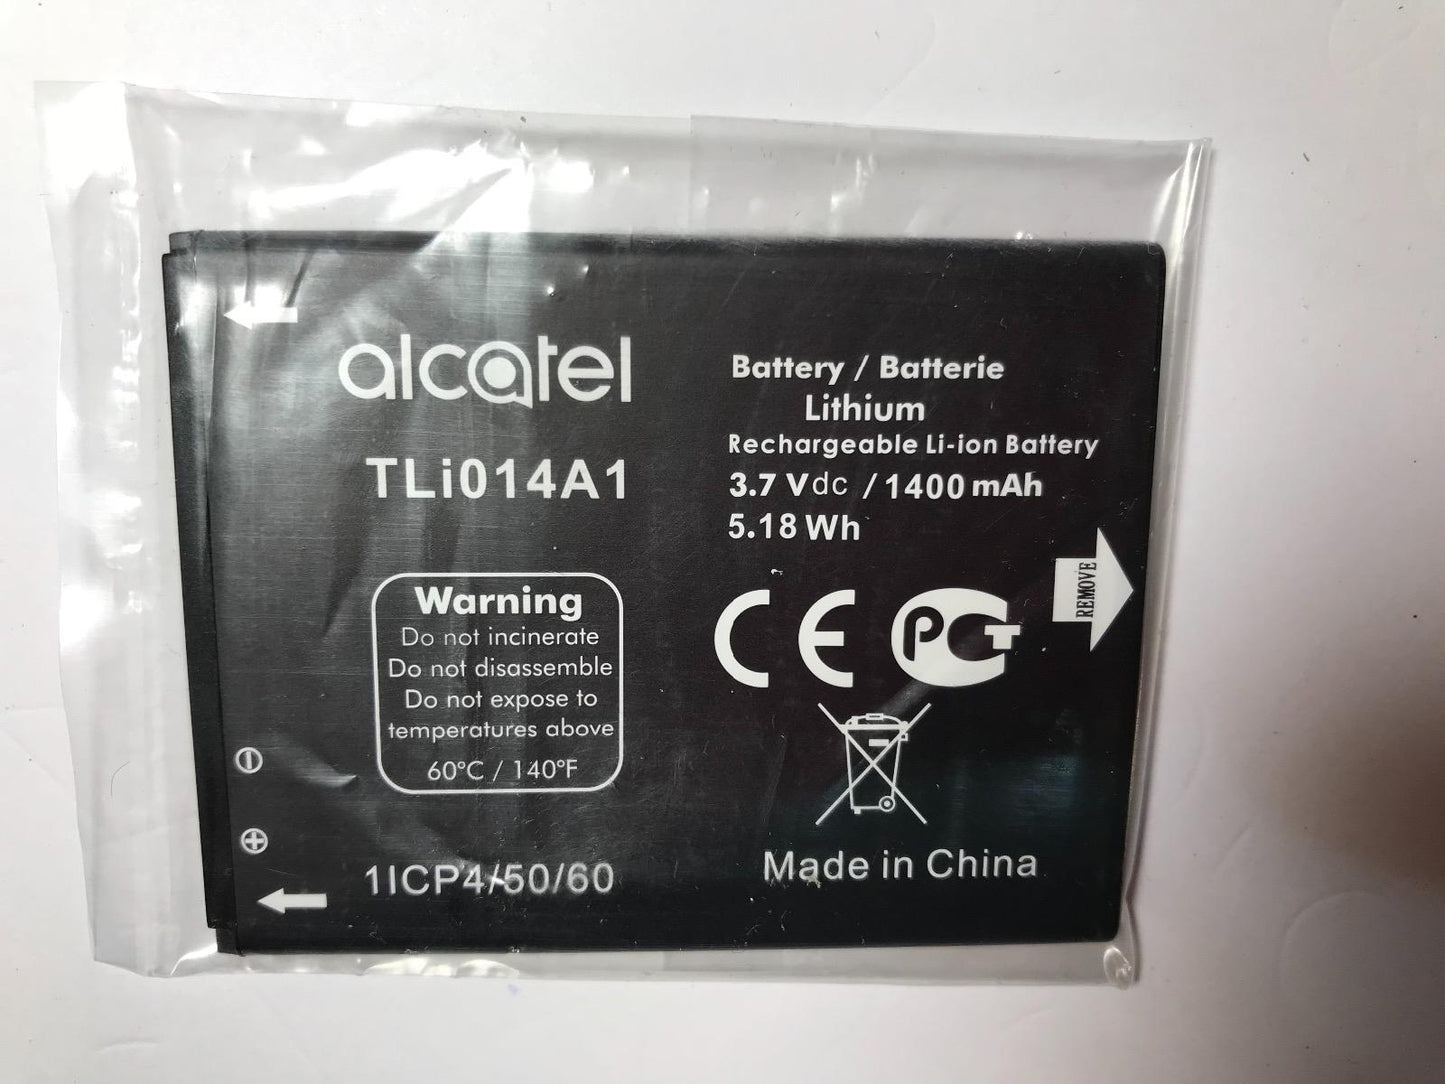 alcatel
TLi014A1
Warning
Do not incinerate
Do not disassemble
Do not expose to
temperatures above
60°C / 140°F
1ICP4/50/60
Battery / Batterie
Lithium
Rechargeable Li-ion Battery
3.7 Vdc / 1400 mAh
5.18 Wh
CE PCT
REMOVE
Made in China